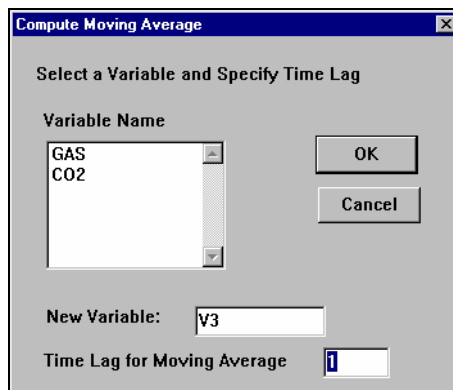 Compute Moving Average
Select a Variable and Specify Time Lag
Variable Name
GAS
CO2
OK
Cancel
New Variable: V3
Time Lag for Moving Average 1